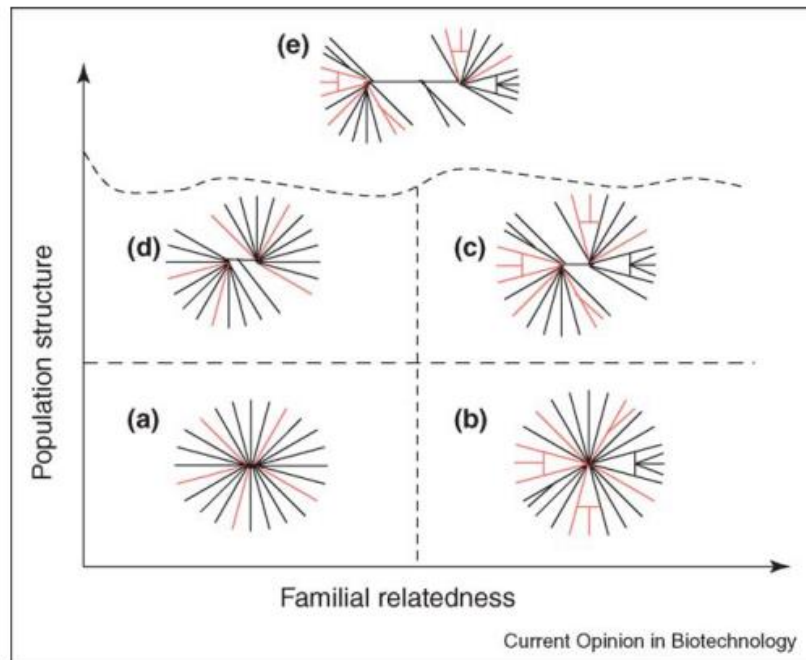 (e)
(d)
(c)
Population structure
(a)
(b)
Familial relatedness
Current Opinion in Biotechnology